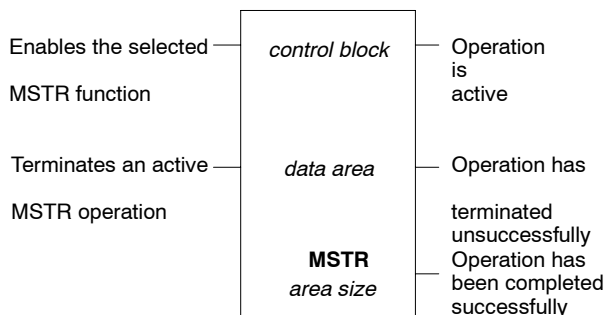 Enables the selected
MSTR function
Terminates an active
MSTR operation
control block
data area
MSTR
area size
Operation
is
active
Operation has
terminated
unsuccessfully
Operation has
been completed
successfully